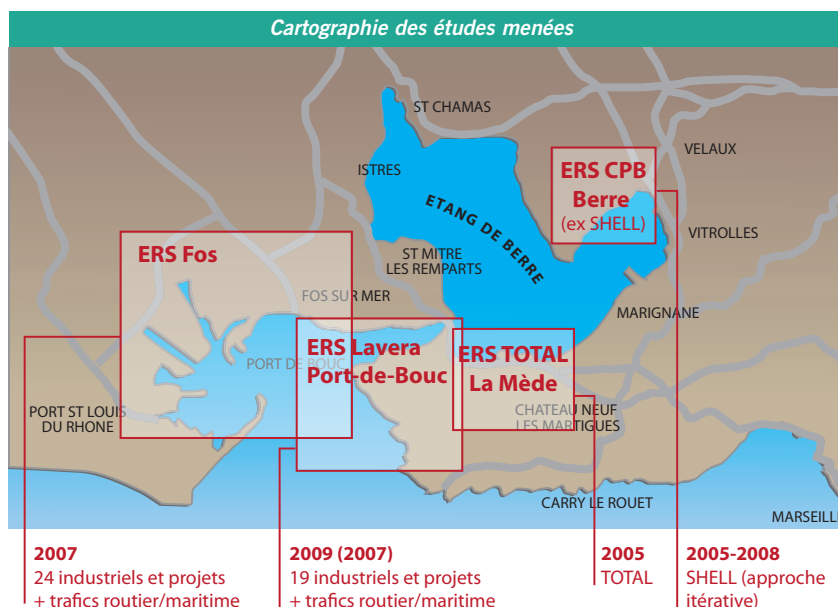 Cartographie des études menées
ST CHAMAS
VELAUX
ISTRES
ERS CPB
Berre
(ex SHELL)
ETANG DE BERRE
VITROLLES
ERS Fos
ST MITRE
LES REMPARTS
FOS SUR MER
MARIGNANE
ERS Lavera
Port-de-Bouc
PORT DE BOUC
ERS TOTAL
La Mède
PORT ST LOUIS
DU RHONE
CHATEAU NEUF
LES MARTIGUES
CARRY LE ROUET
MARSEILLE
2007
24 industriels et projets
+ trafics routier/maritime
2009 (2007)
19 industriels et projets
+ trafics routier/maritime
2005
TOTAL
2005-2008
SHELL (approche
itérative)